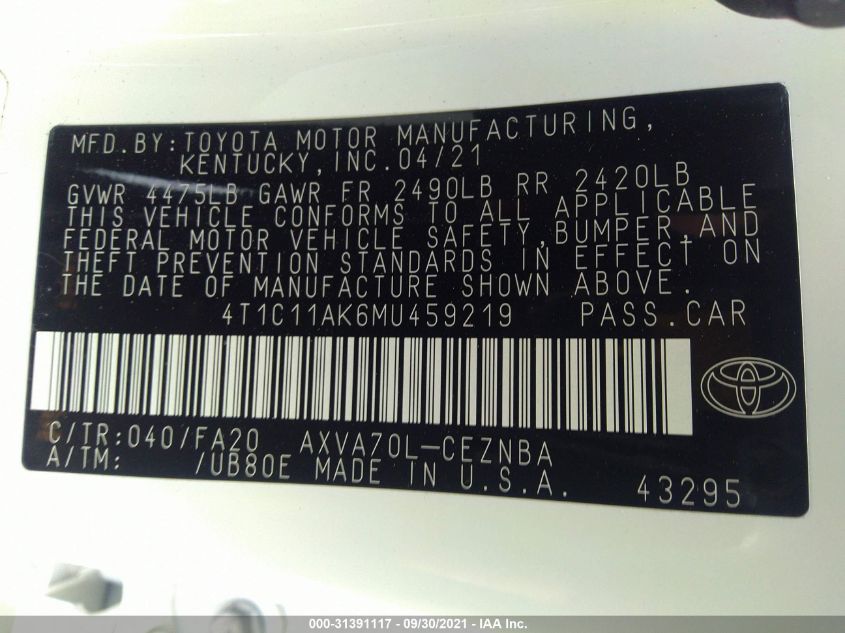 MFD.BY:TOYOTA MOTOR MANUFACTURING,
KENTUCKY,INC.04/21
GVWR 4475LB GAWR FR 2490LB RR 2420LB
THIS VEHICLE CONFORMS TO ALL APPLICABLE
FEDERAL MOTOR VEHICLE SAFETY,BUMPER,AND
THEFT PREVENTION STANDARDS IN EFFECT ON
THE DATE OF MANUFACTURE SHOWN ABOVE.
4T1C11AK6MU459219 PASS.CAR
C/TR:040/FA20 AXVA70L-CEZNBA
A/TM: /UB80E MADE IN U.S.A. 43295
000-31391117 - 09/30/2021 - IAA Inc.